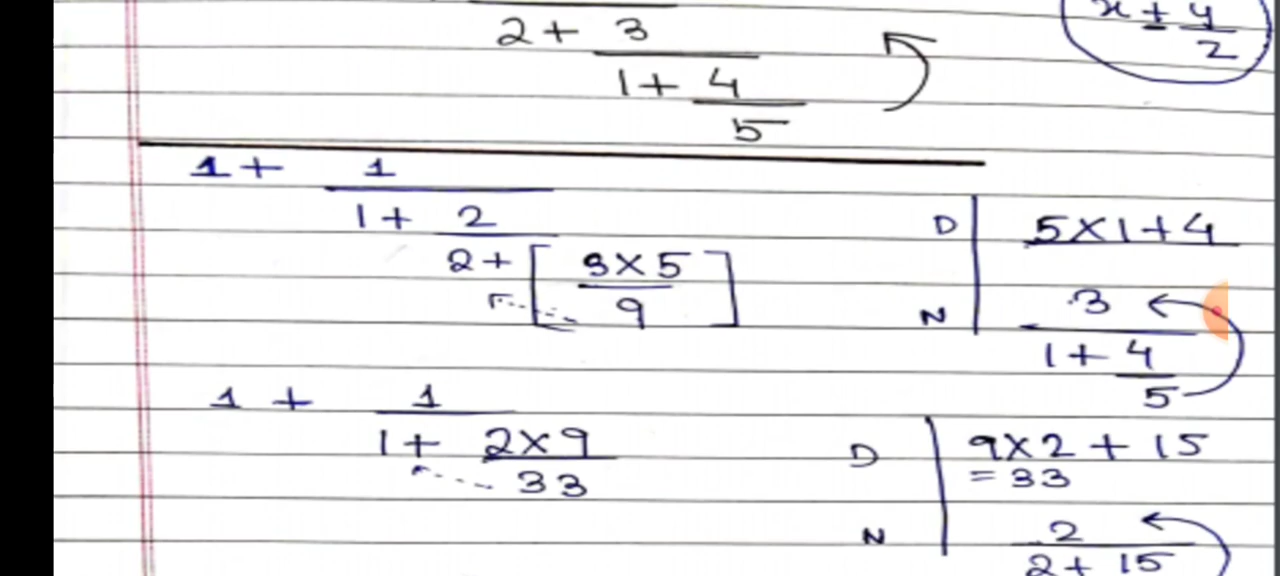 2 + 3
1 + 4
5
x ± y
z
1 + 1
1 + 2
2 + [ 3 × 5
9 ]
D 5×1+4
N 3
1 + 4
5
1 + 1
1 + 2×9
33
D 9×2 + 15
= 33
N 2
2 + 15